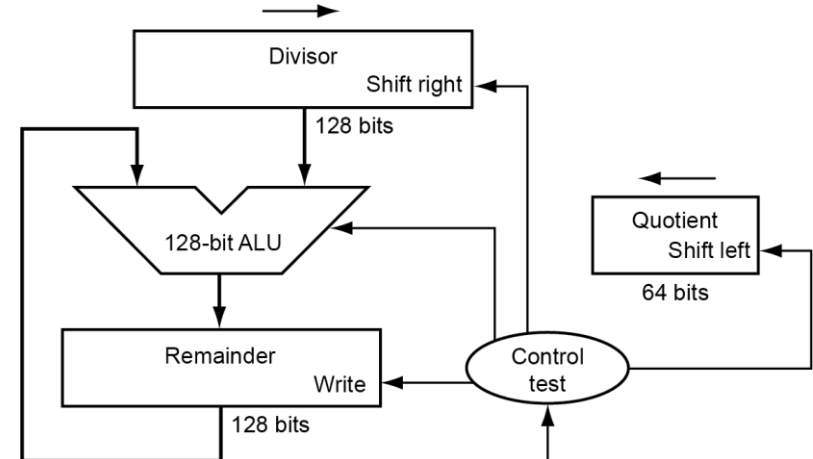 Divisor
Shift right
128 bits
128-bit ALU
Quotient
Shift left
64 bits
Remainder
Write
128 bits
Control
test